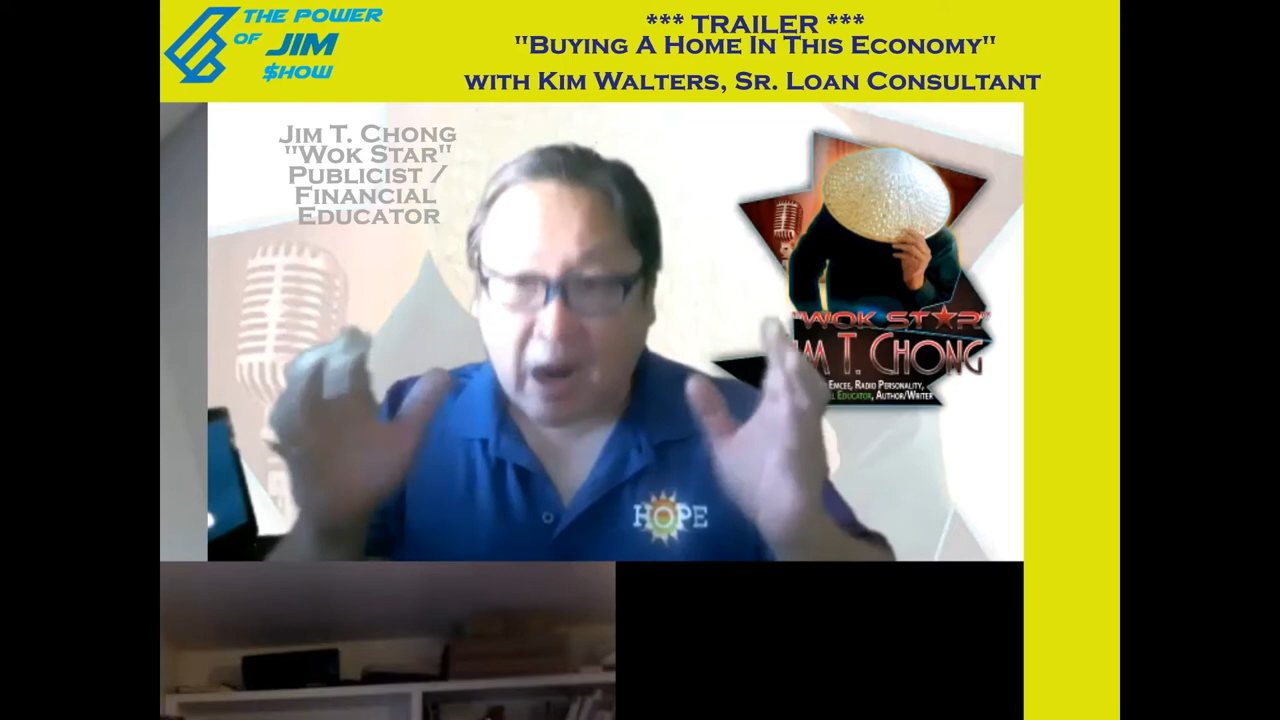 THE POWER
OF JIM
$HOW
*** TRAILER ***
"BUYING A HOME IN THIS ECONOMY"
WITH KIM WALTERS, SR. LOAN CONSULTANT
JIM T. CHONG
"WOK STAR"
PUBLICIST /
FINANCIAL
EDUCATOR
"WOK STAR"
T. CHONG
EMCEE, RADIO PERSONALITY,
EDUCATOR, AUTHOR/WRITER
HOPE